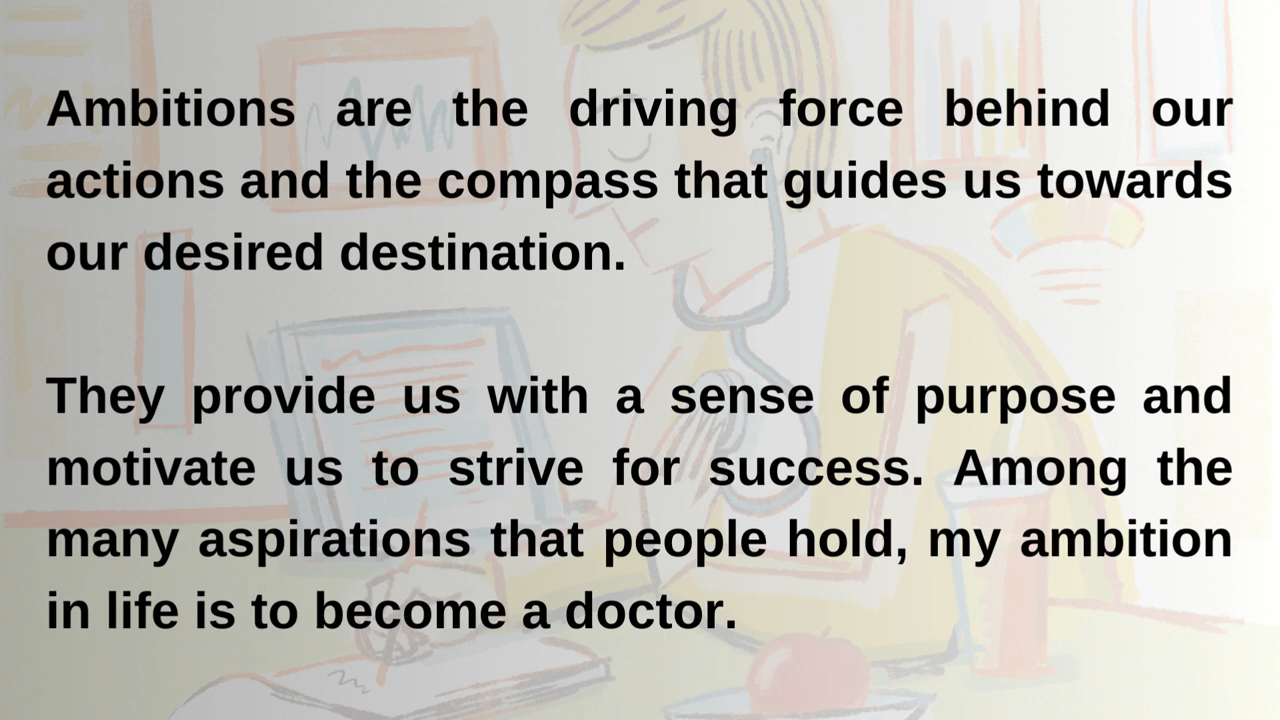 Ambitions are the driving force behind our
actions and the compass that guides us towards
our desired destination.
They provide us with a sense of purpose and
motivate us to strive for success. Among the
many aspirations that people hold, my ambition
in life is to become a doctor.